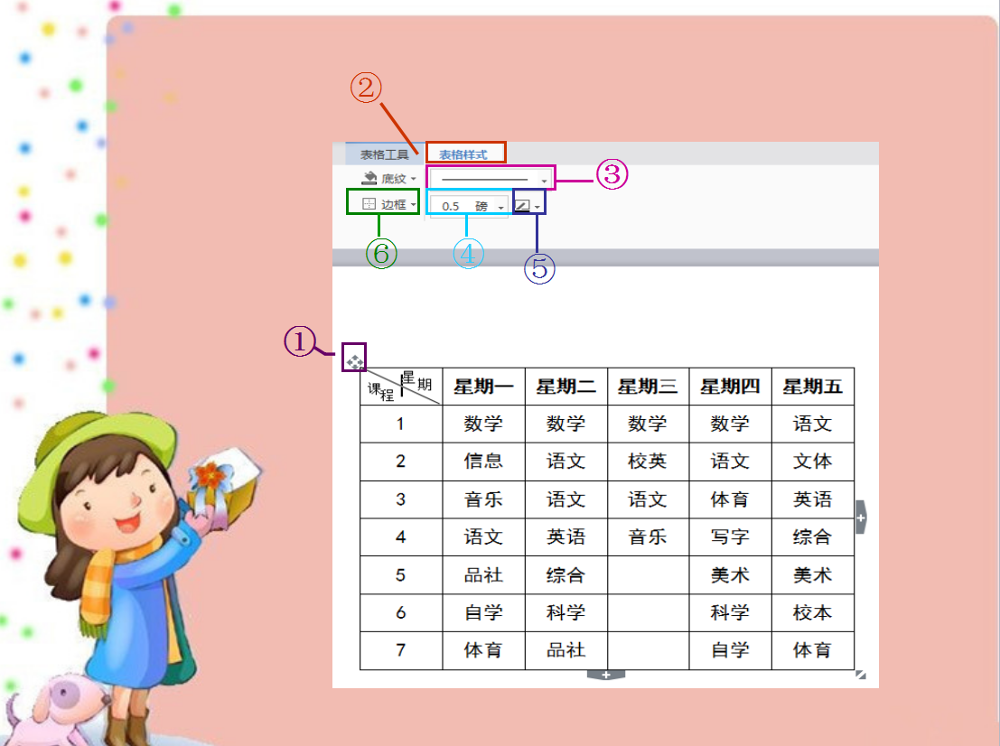 ②
表格工具 表格样式
底纹 ③
边框 0.5 磅
⑥ ④ ⑤
①
课程 星期 星期一 星期二 星期三 星期四 星期五
1 数学 数学 数学 数学 语文
2 信息 语文 校英 语文 文体
3 音乐 语文 语文 体育 英语
4 语文 英语 音乐 写字 综合
5 品社 综合 美术 美术
6 自学 科学 科学 校本
7 体育 品社 自学 体育